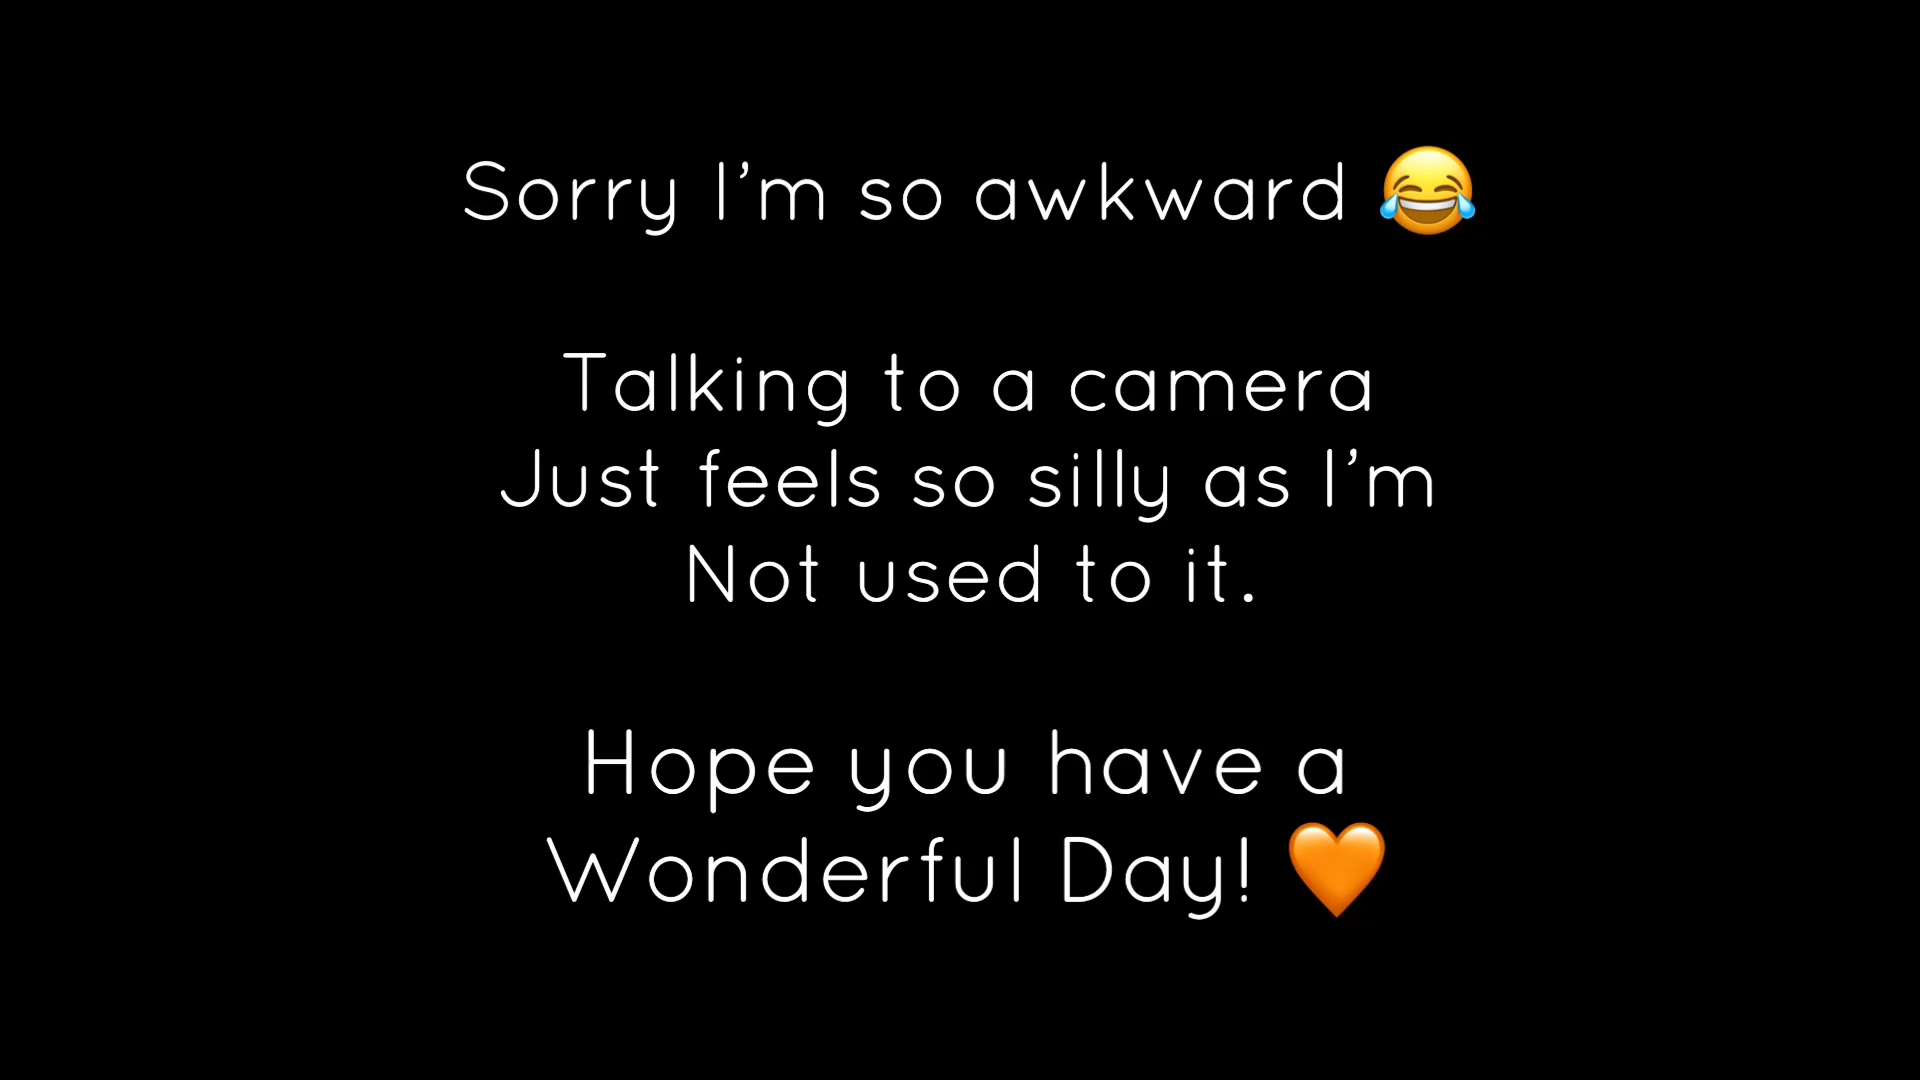 Sorry I’m so awkward 😂
Talking to a camera
Just feels so silly as I’m
Not used to it.
Hope you have a
Wonderful Day! 🧡